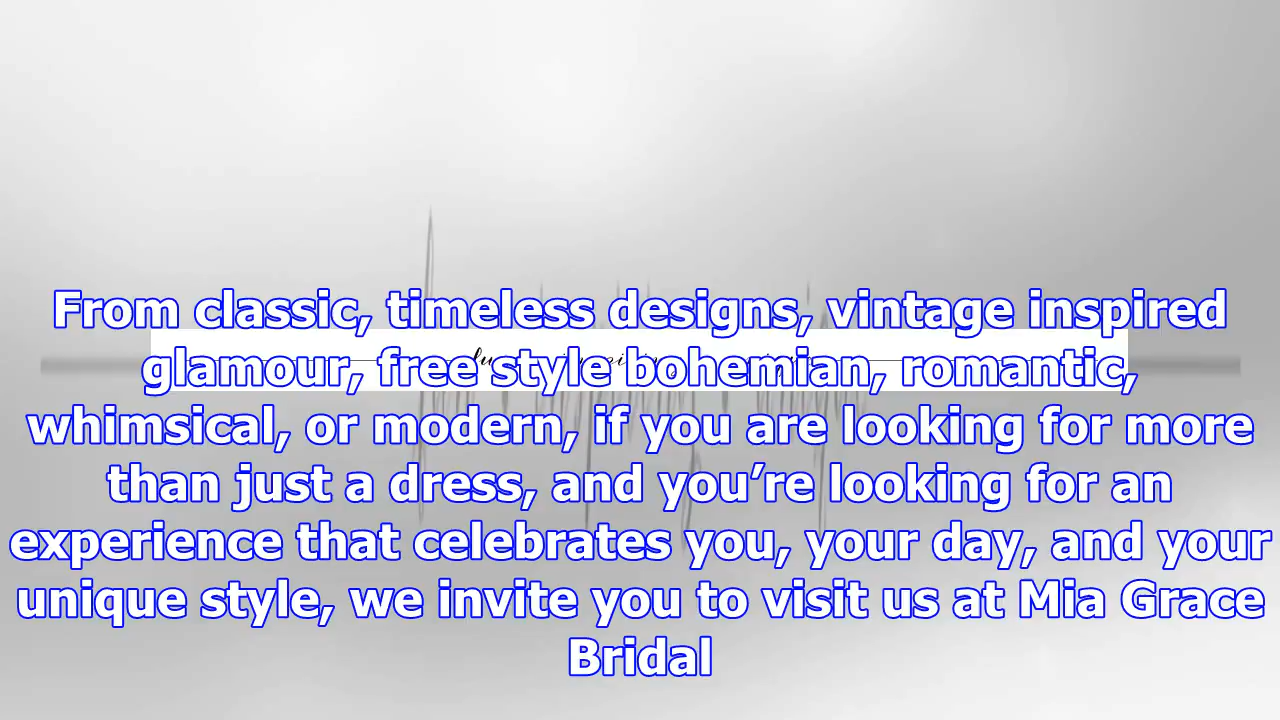 From classic, timeless designs, vintage inspired
glamour, free style bohemian, romantic,
whimsical, or modern, if you are looking for more
than just a dress, and you’re looking for an
experience that celebrates you, your day, and your
unique style, we invite you to visit us at Mia Grace
Bridal